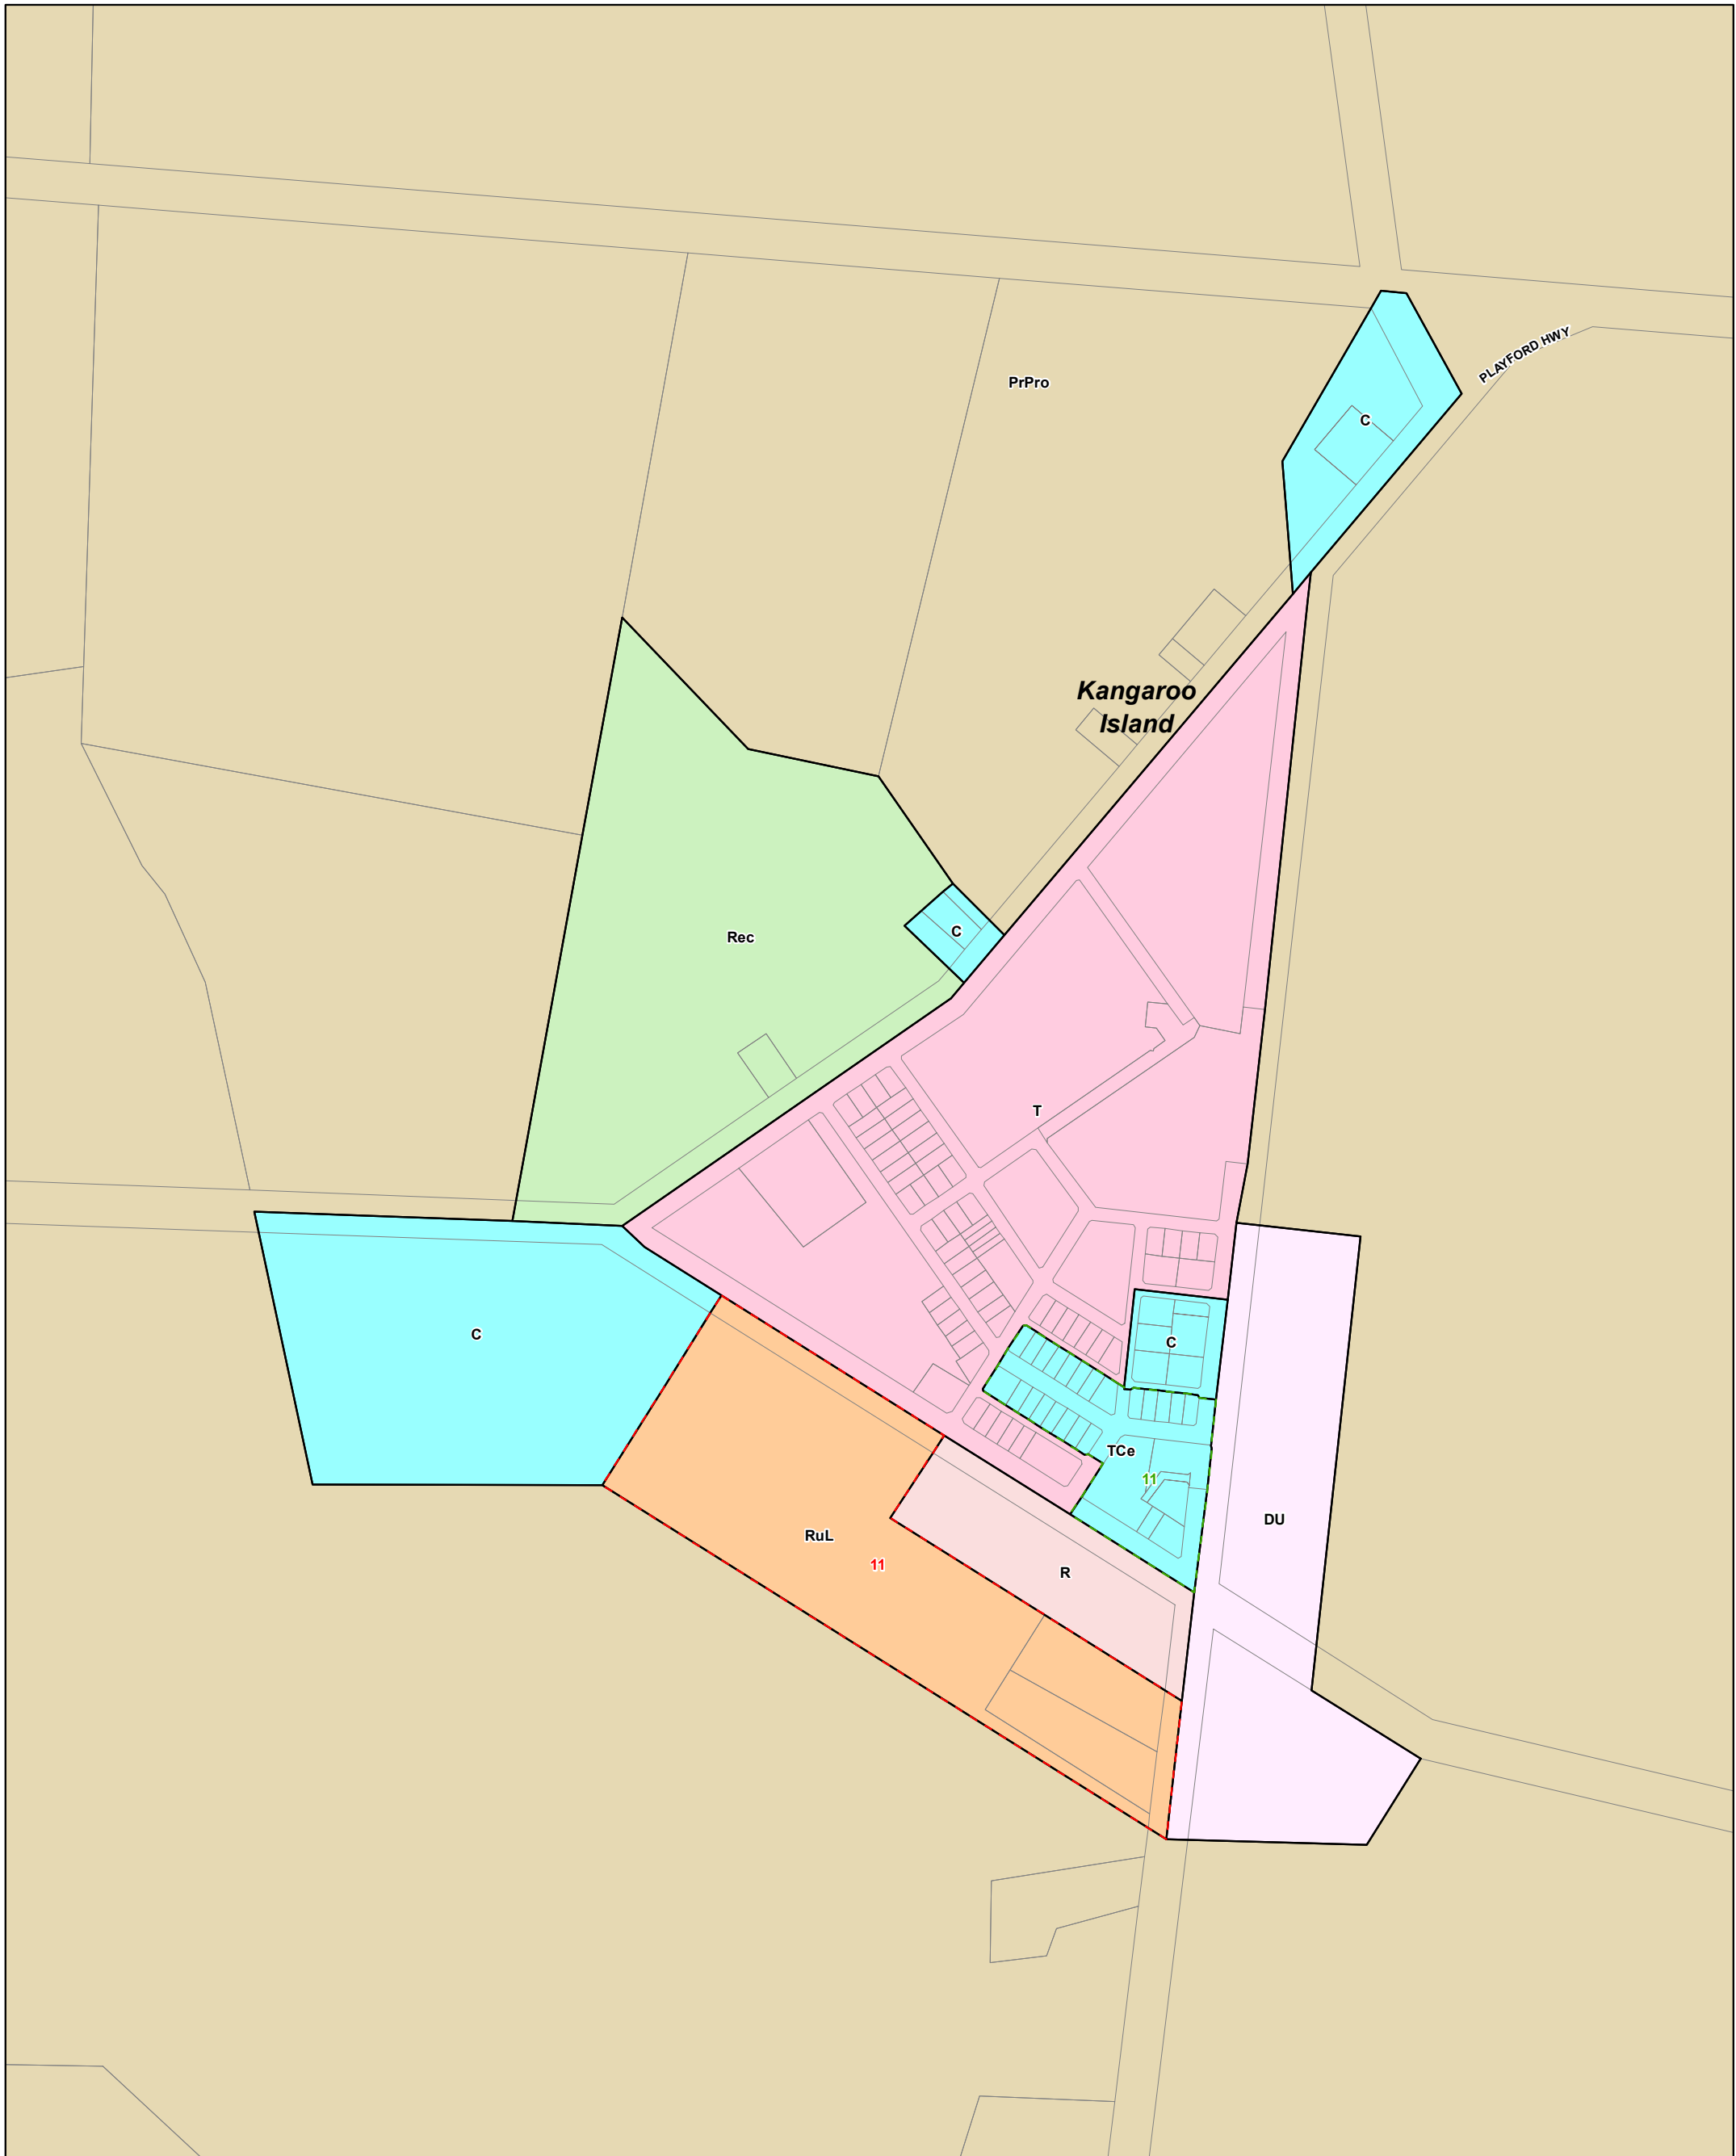 PLAYFORD HWY
PrPro
C
Kangaroo
Island
C
Rec
T
C
C
TCe
11
DU
RuL
11
R